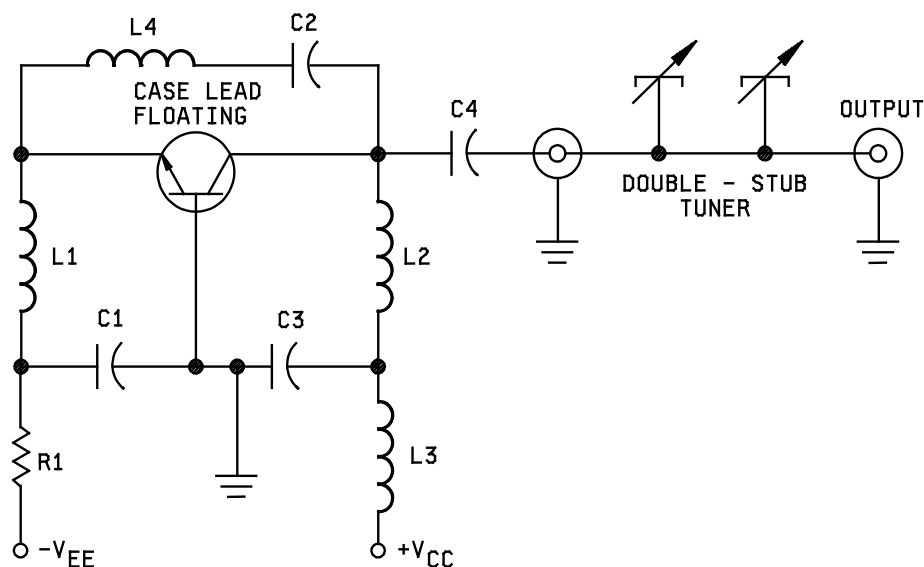 L4
C2
CASE LEAD
FLOATING
C4
OUTPUT
DOUBLE - STUB
TUNER
L1
L2
C1
C3
R1
L3
-VEE
+VCC